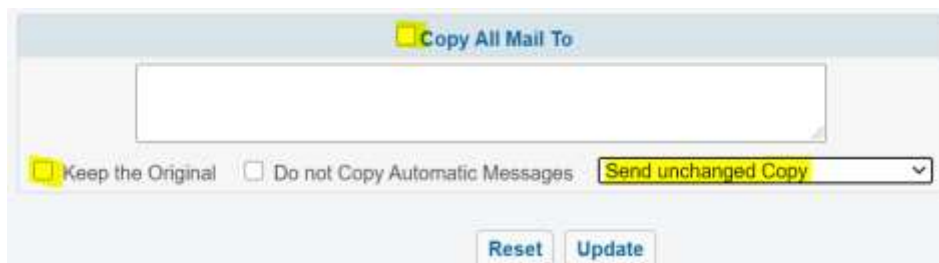 Copy All Mail To
Keep the Original Do not Copy Automatic Messages Send unchanged Copy
Reset Update